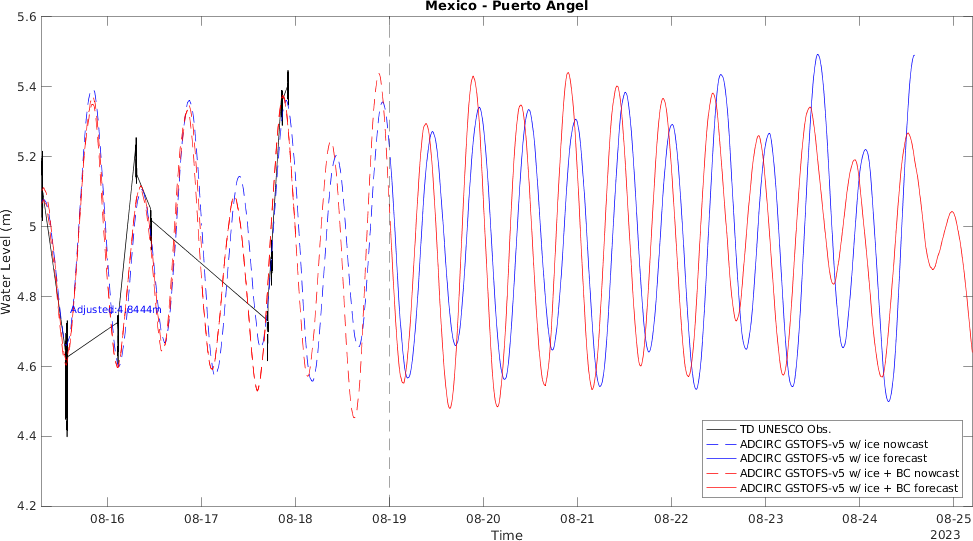 Mexico - Puerto Angel
5.6
5.4
5.2
5
4.8
4.6
4.4
4.2
Water Level (m)
Adjusted:4.8444m
TD UNESCO Obs.
ADCIRC GSTOFS-v5 w/ ice nowcast
ADCIRC GSTOFS-v5 w/ ice forecast
ADCIRC GSTOFS-v5 w/ ice + BC nowcast
ADCIRC GSTOFS-v5 w/ ice + BC forecast
08-16 08-17 08-18 08-19 08-20 08-21 08-22 08-23 08-24 08-25
Time
2023